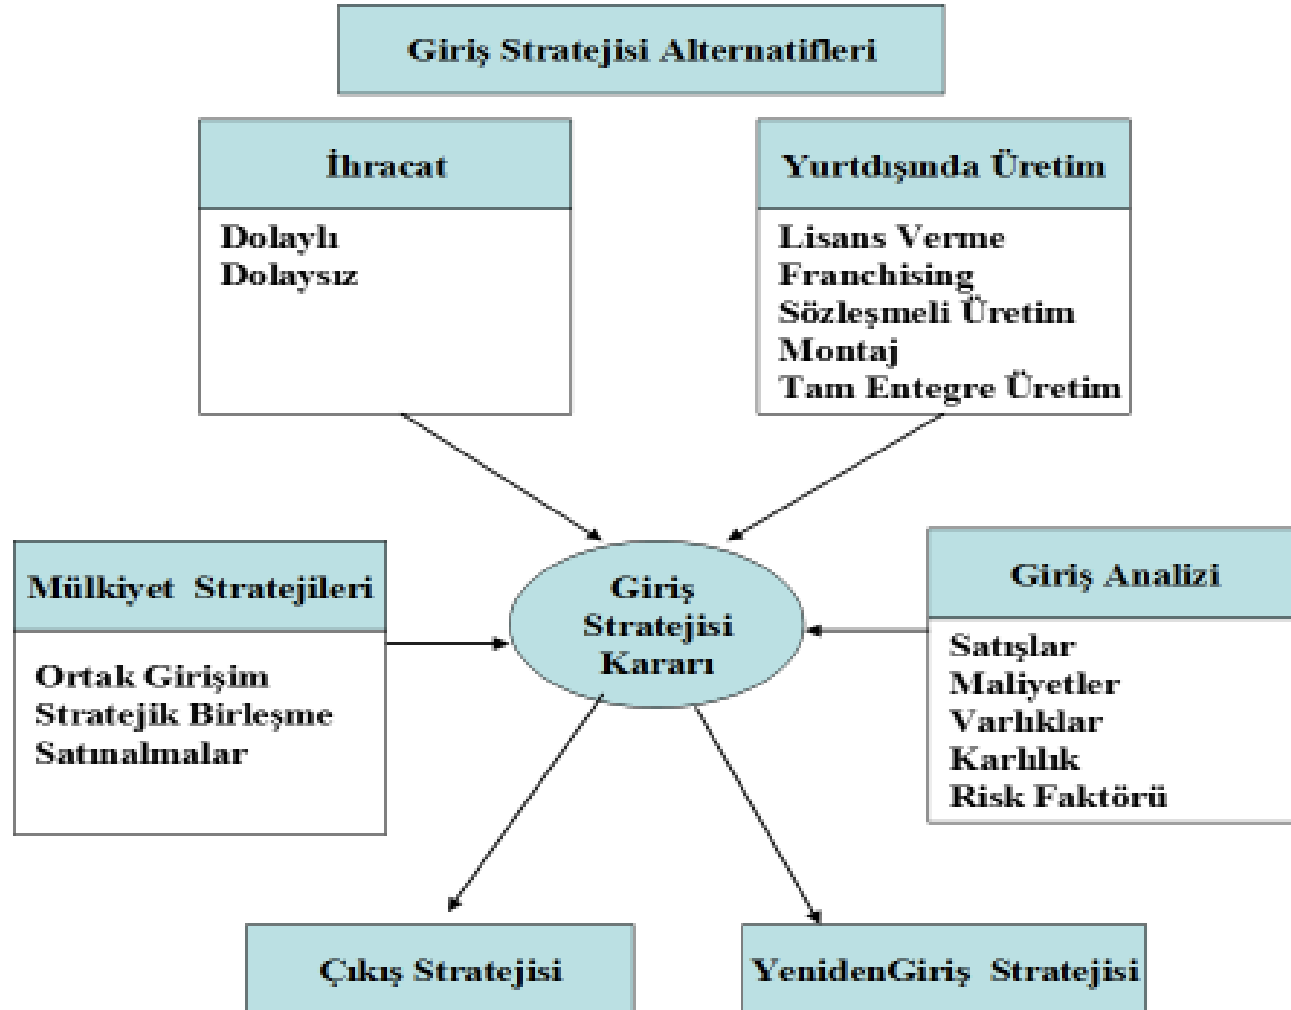 Giriş Stratejisi Alternatifleri
İhracat
Dolaylı
Dolaysız
Yurtdışında Üretim
Lisans Verme
Franchising
Sözleşmeli Üretim
Montaj
Tam Entegre Üretim
Mülkiyet Stratejileri
Ortak Girişim
Stratejik Birleşme
Satınalmalar
Giriş
Stratejisi
Kararı
Giriş Analizi
Satışlar
Maliyetler
Varlıklar
Karlılık
Risk Faktörü
Çıkış Stratejisi
YenidenGiriş Stratejisi